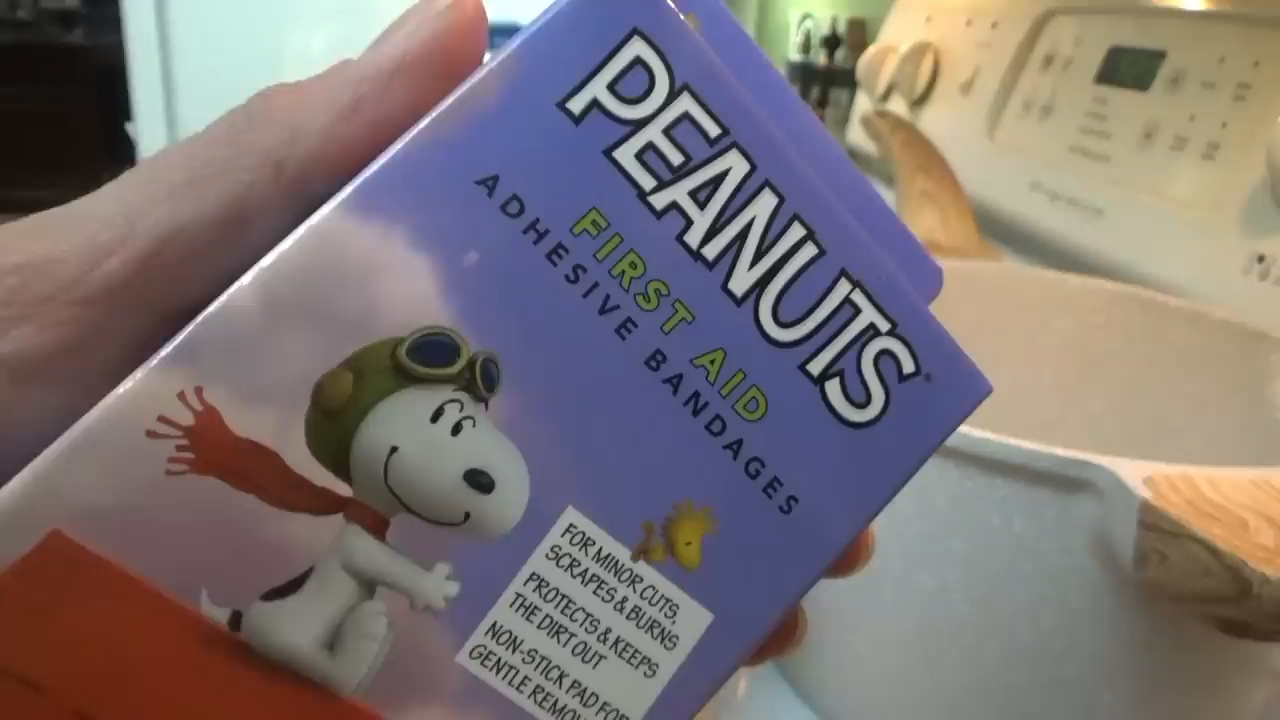 PEANUTS
FIRST AID
ADHESIVE BANDAGES
FOR MINOR CUTS,
SCRAPES & BURNS
PROTECTS & KEEPS
THE DIRT OUT
NON-STICK PAD FOR
GENTLE